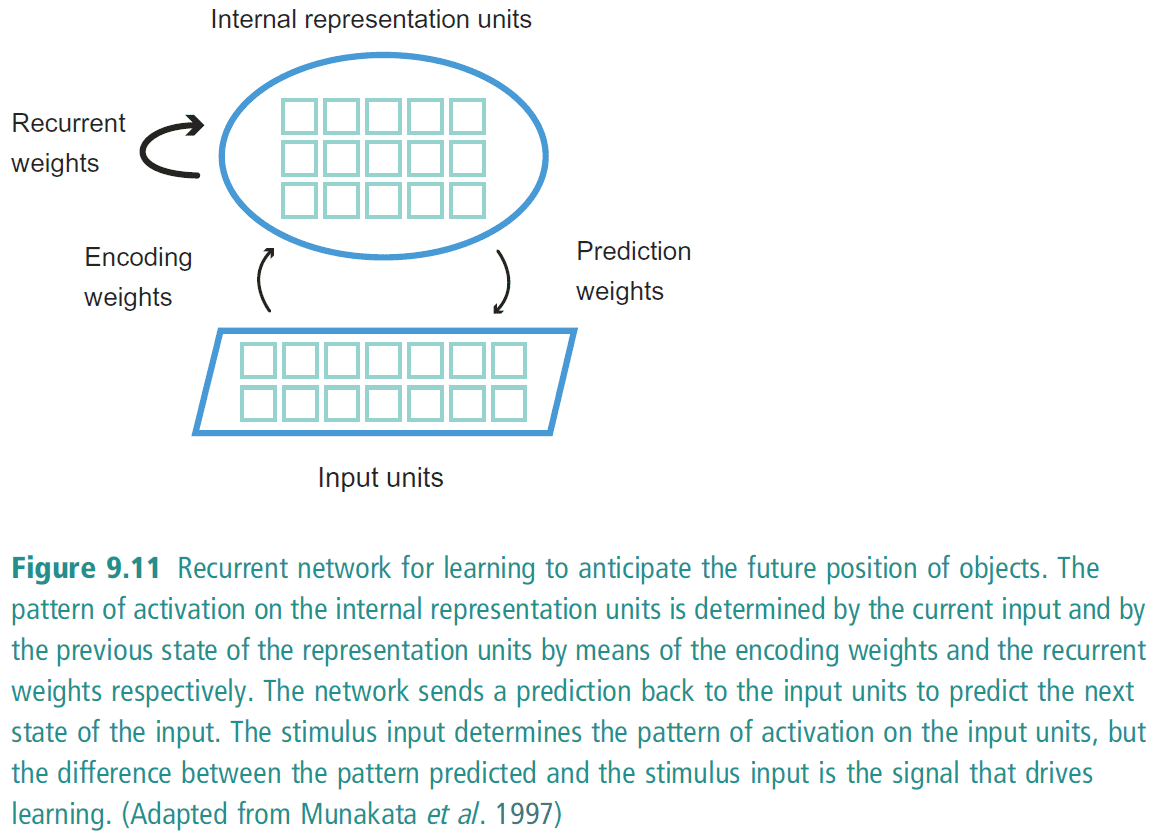 Internal representation units
Recurrent
weights
Encoding
weights
Prediction
weights
Input units
Figure 9.11 Recurrent network for learning to anticipate the future position of objects. The
pattern of activation on the internal representation units is determined by the current input and by
the previous state of the representation units by means of the encoding weights and the recurrent
weights respectively. The network sends a prediction back to the input units to predict the next
state of the input. The stimulus input determines the pattern of activation on the input units, but
the difference between the pattern predicted and the stimulus input is the signal that drives
learning. (Adapted from Munakata et al. 1997)